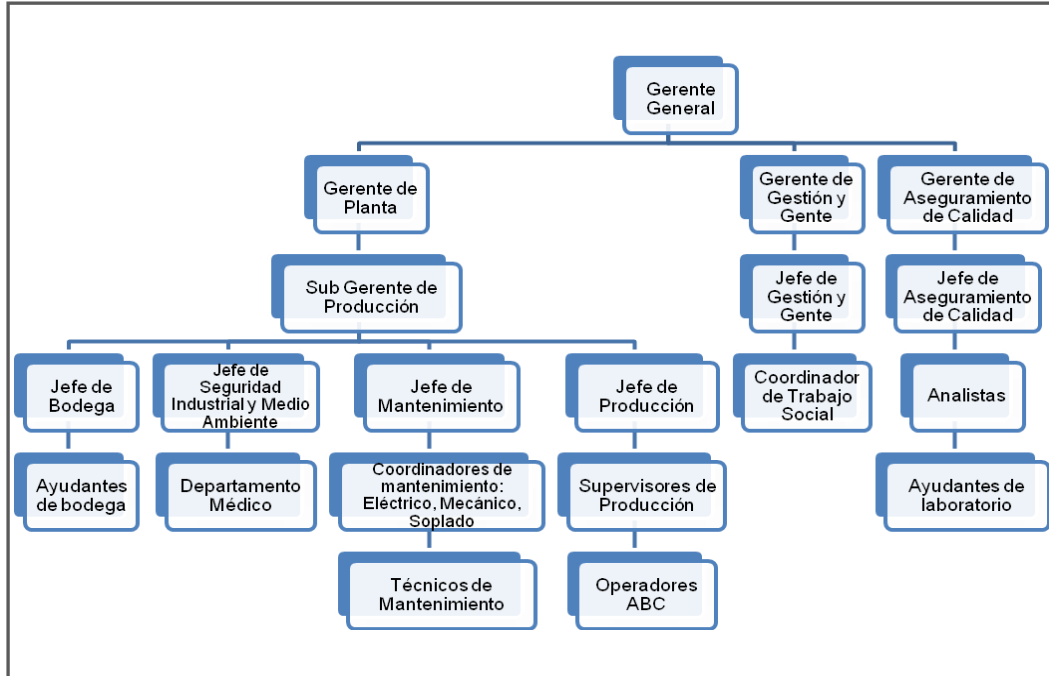 Gerente
General
Gerente de
Planta
Gerente de
Gestión y
Gente
Gerente de
Aseguramiento
de Calidad
Sub Gerente de
Producción
Jefe de
Gestión y
Gente
Jefe de
Aseguramiento
de Calidad
Jefe de
Bodega
Jefe de
Seguridad
Industrial y Medio
Ambiente
Jefe de
Mantenimiento
Jefe de
Producción
Coordinador
de Trabajo
Social
Analistas
Ayudantes
de bodega
Departamento
Médico
Coordinadores de
mantenimiento:
Eléctrico, Mecánico,
Soplado
Supervisores de
Producción
Ayudantes de
laboratorio
Técnicos de
Mantenimiento
Operadores
ABC